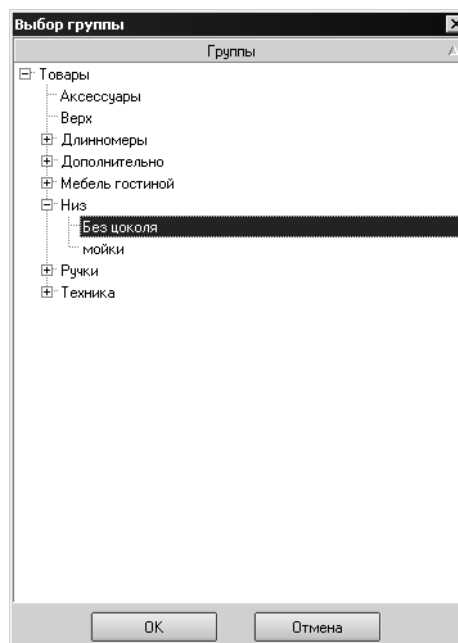 Выбор группы
Группы
Товары
Аксессуары
Верх
Длинномеры
Дополнительно
Мебель гостиной
Низ
Без цоколя
мойки
Ручки
Техника
OK
Отмена